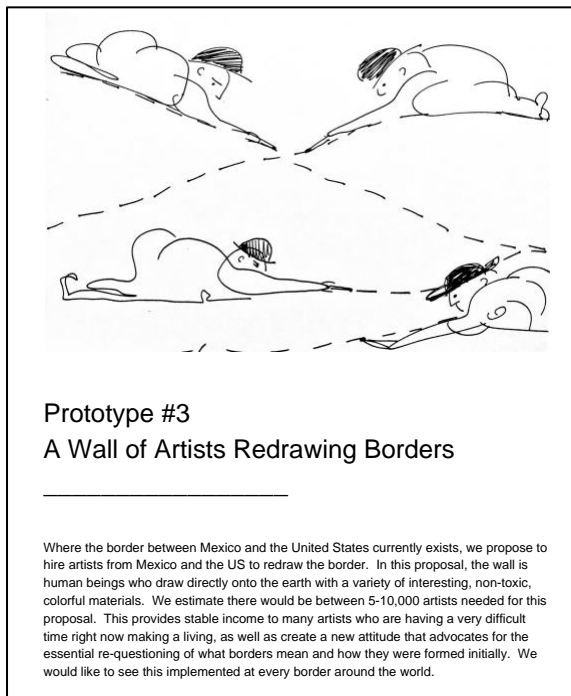 Prototype #3
A Wall of Artists Redrawing Borders
Where the border between Mexico and the United States currently exists, we propose to
hire artists from Mexico and the US to redraw the border.  In this proposal, the wall is
human beings who draw directly onto the earth with a variety of interesting, non-toxic,
colorful materials.  We estimate there would be between 5-10,000 artists needed for this
proposal.  This provides stable income to many artists who are having a very difficult
time right now making a living, as well as create a new attitude that advocates for the
essential re-questioning of what borders mean and how they were formed initially.  We
would like to see this implemented at every border around the world.